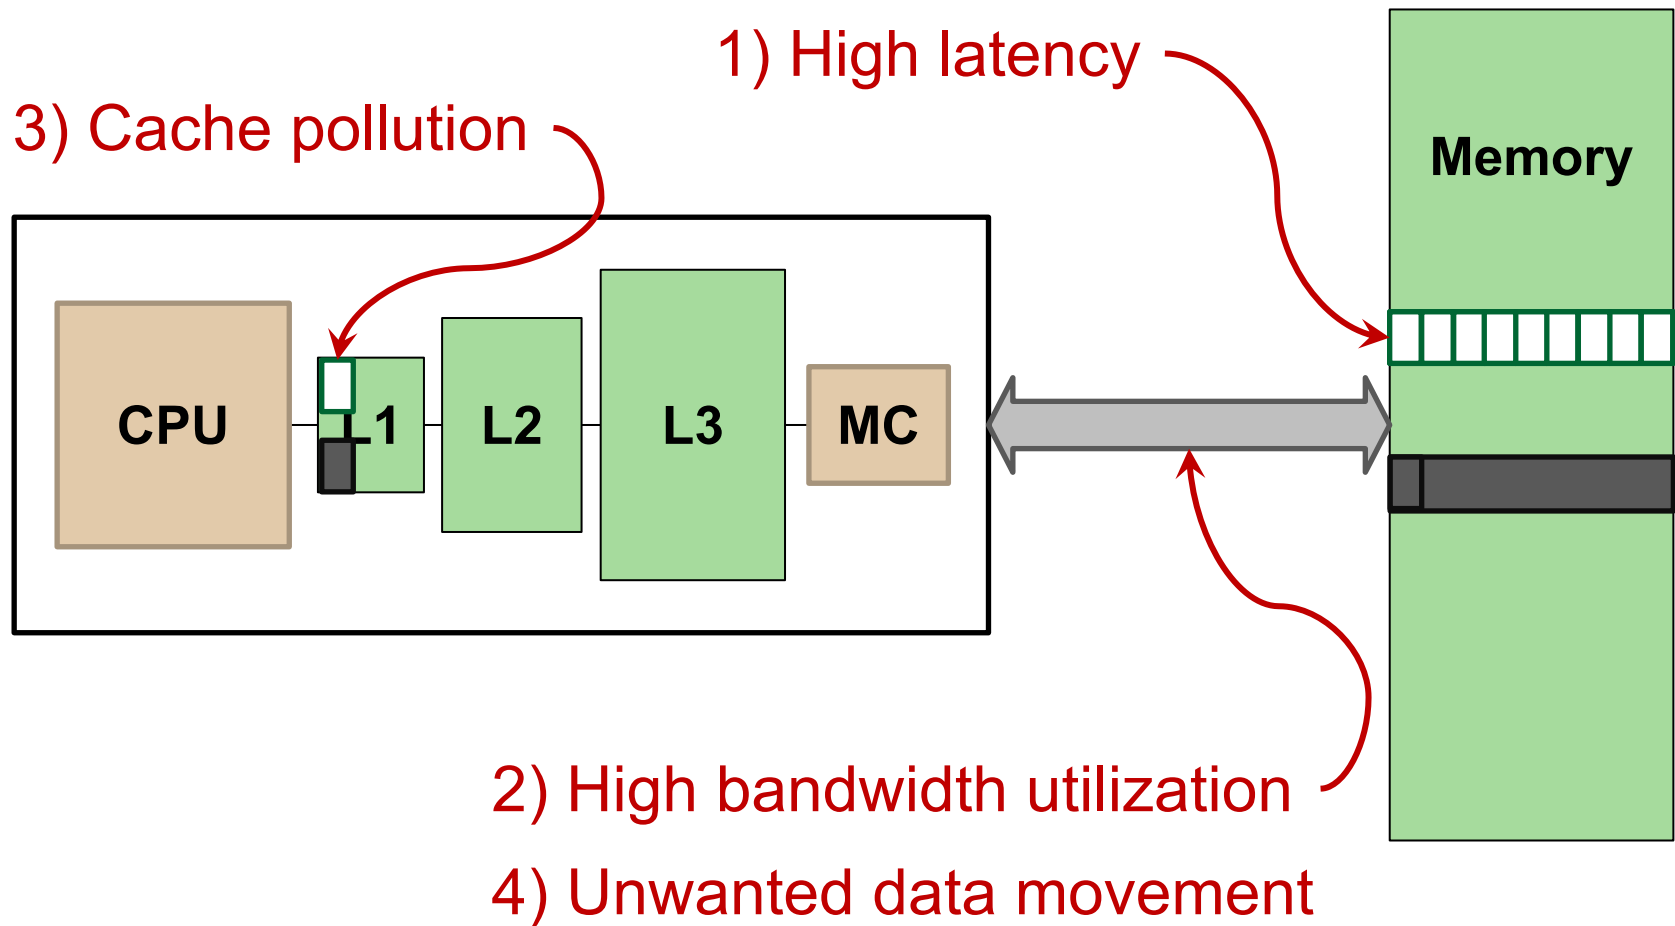 1) High latency
3) Cache pollution
Memory
CPU
L1
L2
L3
MC
2) High bandwidth utilization
4) Unwanted data movement